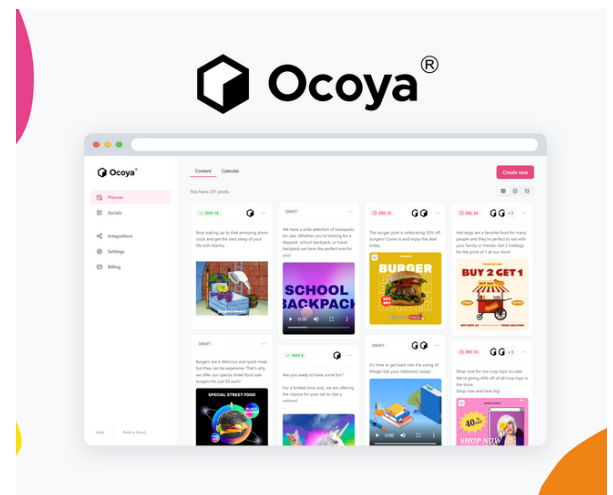 Ocoya®
Ocoya®
Content
Calendar
Create new
You have 231 posts
Planner
Socials
Integrations
Settings
Billing
Help
Refer a friend
NOV 15
Stop waking up to that annoying alarm
clock and get the best sleep of your
life with dreamy.
DRAFT
We have a wide selection of backpacks
for sale. Whether you're looking for a
daypack, school backpack, or travel
backpack we have the perfect one for
you!
SCHOOL
BACKPACK
0:00
The burger joint is celebrating 50% off
burgers! Come in and enjoy the deal
today.
BURGER
DEC 20
+1
Hot dogs are a favorite food for many
people and they're perfect to eat with
your family or friends. Get 2 hotdogs
for the price of 1 at our store!
BUY 2 GET 1
DRAFT
Burgers are a delicious and quick meal,
but they can be expensive. That's why
we offer our special street food sale
burgers for just $3 each!
SPECIAL STREET FOOD
NOV 8
Are you ready to have some fun?
For a limited time only, we are offering
the chance for your cat to ride a
unicorn!
DRAFT
It's time to get back into the swing of
things! Get your stationary today!
0:00
DEC 14
+1
Shop now for our crop tops on sale!
We're giving 40% off of all crop tops in
the store.
Shop now and save big!
40%
SHOP NOW